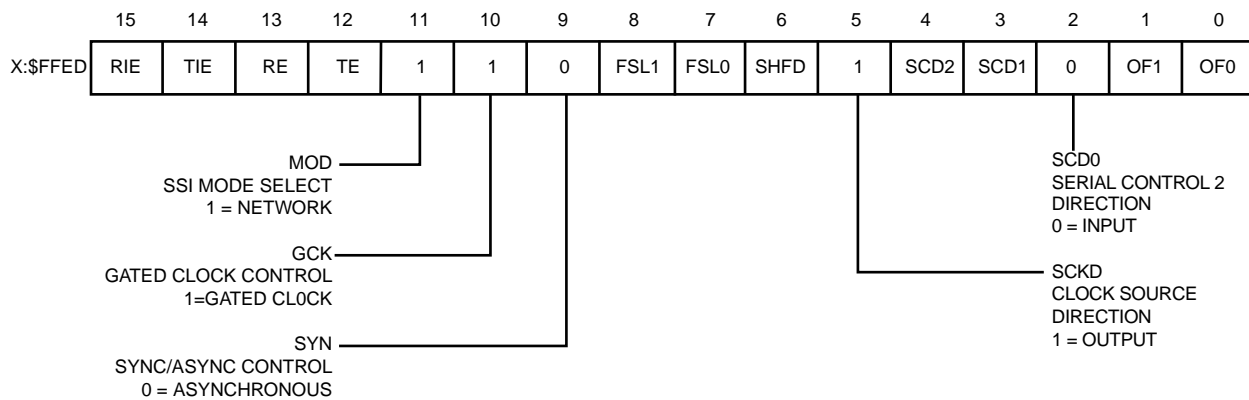 15 14 13 12 11 10 9 8 7 6 5 4 3 2 1 0
X:$FFED RIE TIE RE TE 1 1 0 FSL1 FSL0 SHFD 1 SCD2 SCD1 0 OF1 OF0
MOD
SSI MODE SELECT
1 = NETWORK
GCK
GATED CLOCK CONTROL
1=GATED CL0CK
SYN
SYNC/ASYNC CONTROL
0 = ASYNCHRONOUS
SCD0
SERIAL CONTROL 2
DIRECTION
0 = INPUT
SCKD
CLOCK SOURCE
DIRECTION
1 = OUTPUT